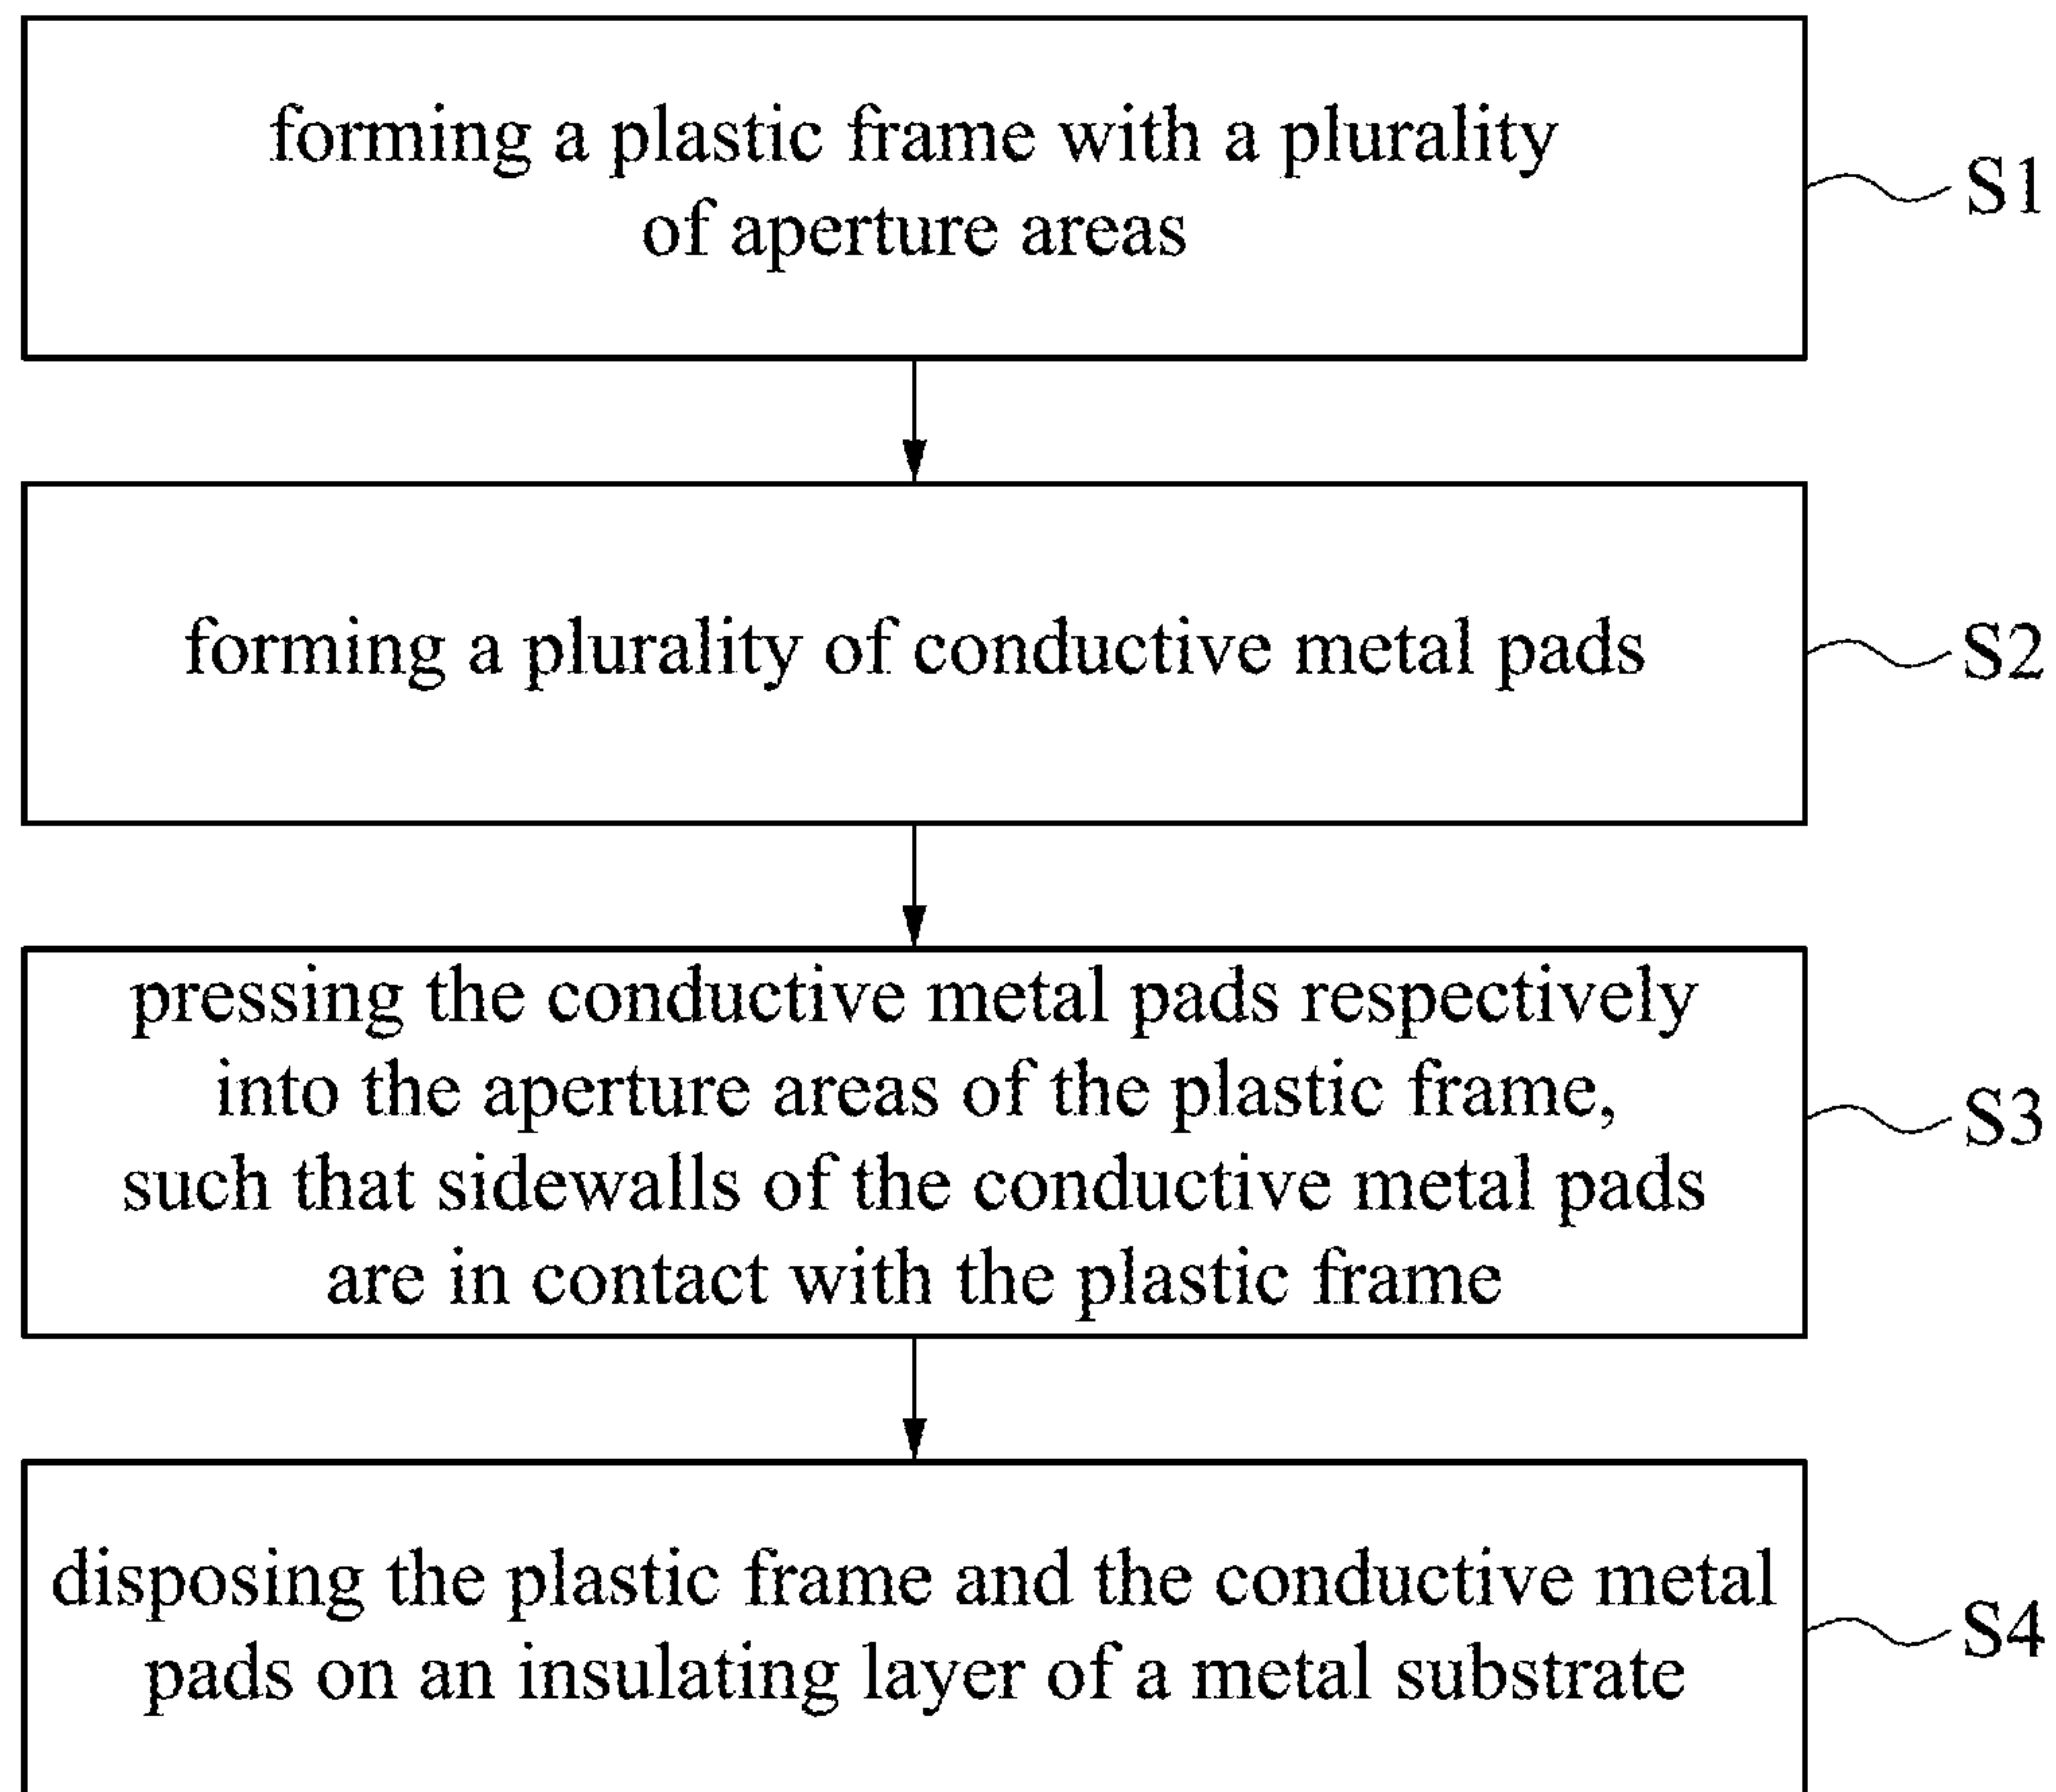 forming a plastic frame with a plurality
of aperture areas
S1
forming a plurality of conductive metal pads
S2
pressing the conductive metal pads respectively
into the aperture areas of the plastic frame,
such that sidewalls of the conductive metal pads
are in contact with the plastic frame
S3
disposing the plastic frame and the conductive metal
pads on an insulating layer of a metal substrate
S4